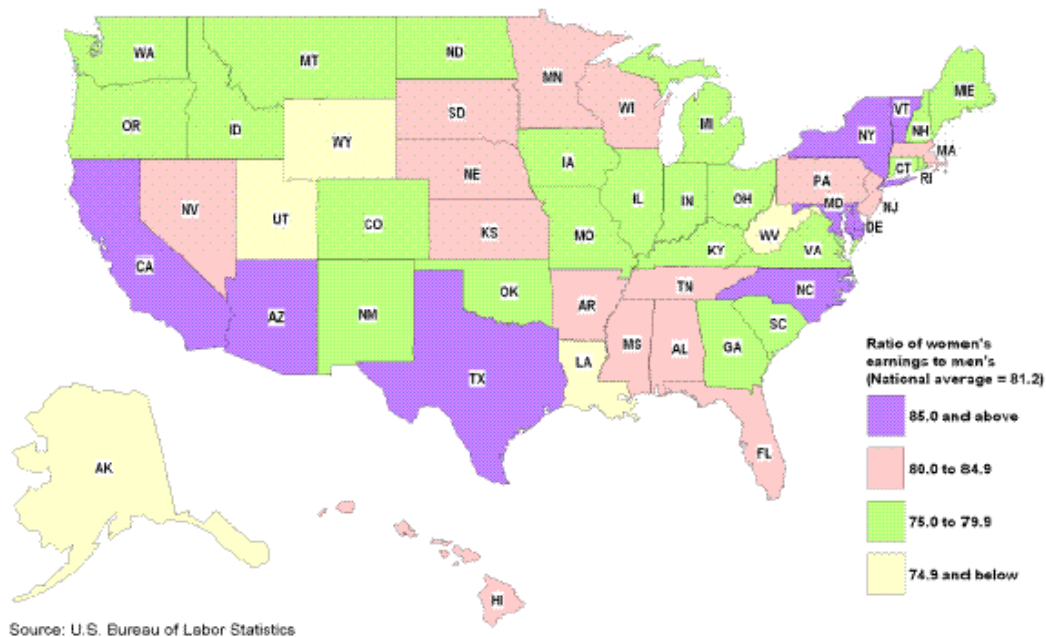 WA
MT
ND
MN
MIE
OR
ID
SD
WI
MI
VT
NH
NY
MA
WY
NE
IA
PA
CT
RI
NV
UT
CO
KS
MO
IL
IN
OH
MD
NJ
DE
WV
VA
KY
CA
AZ
NM
OK
AR
TN
NC
SC
TX
LA
MS
AL
GA
FL
AK
HI
Ratio of women's
earnings to men's
(National average = 81.2)
85.0 and above
80.0 to 84.9
75.0 to 79.9
74.9 and below
Source: U.S. Bureau of Labor Statistics